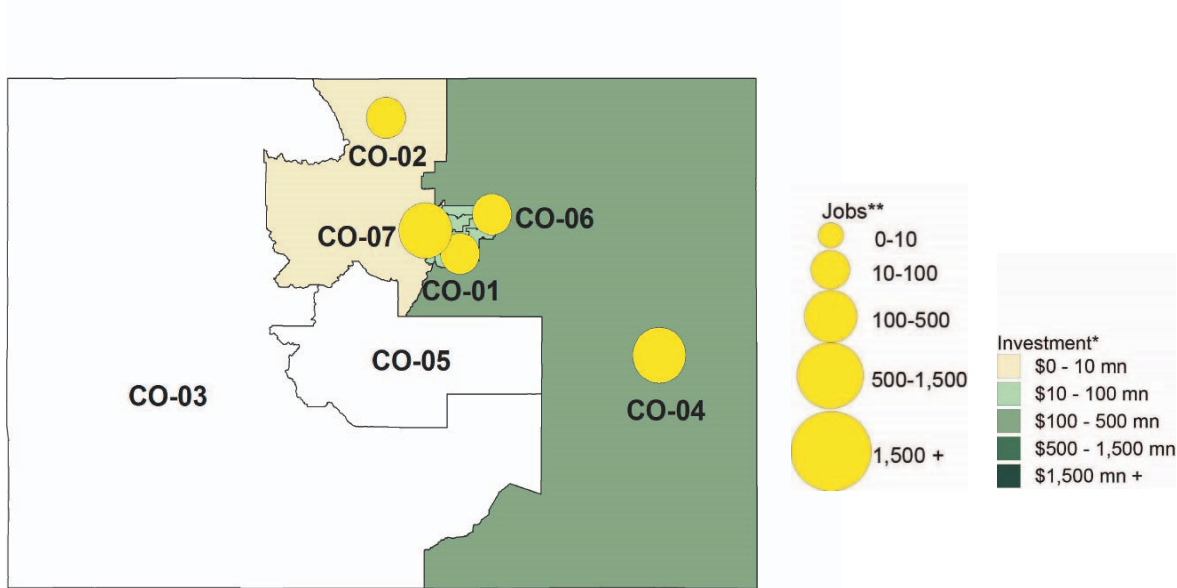 CO-02
CO-06
CO-07
CO-01
CO-05
CO-03
CO-04
Jobs**
0-10
10-100
100-500
500-1,500
1,500 +
Investment*
$0 - 10 mn
$10 - 100 mn
$100 - 500 mn
$500 - 1,500 mn
$1,500 mn +